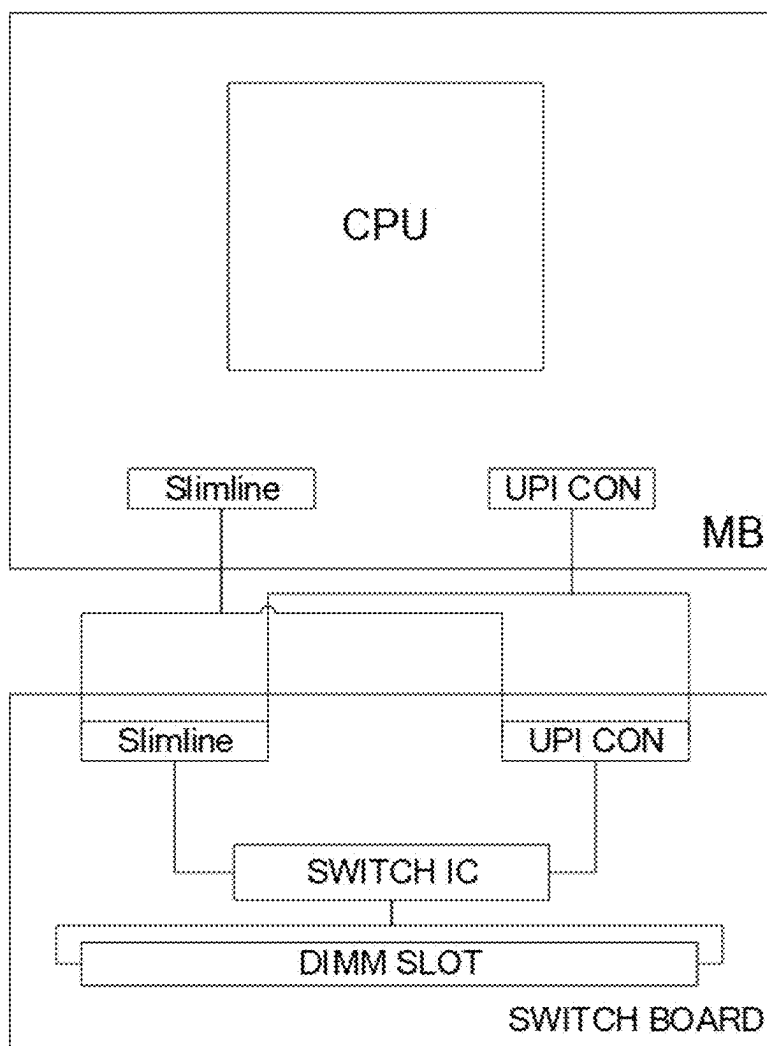 CPU
Slimline
UPI CON
MB
Slimline
UPI CON
SWITCH IC
DIMM SLOT
SWITCH BOARD